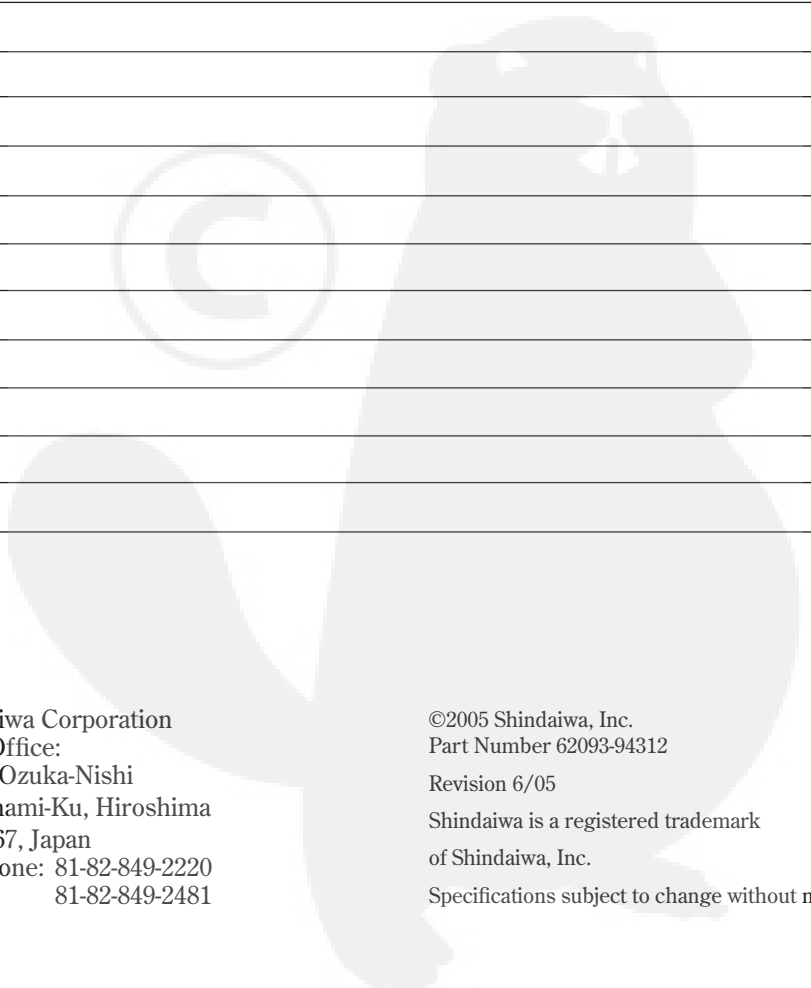 iwa Corporation
Office:
Ozuka-Nishi
nami-Ku, Hiroshima
67, Japan
one: 81-82-849-2220
81-82-849-2481
©2005 Shindaiwa, Inc.
Part Number 62093-94312
Revision 6/05
Shindaiwa is a registered trademark
of Shindaiwa, Inc.
Specifications subject to change without n
©